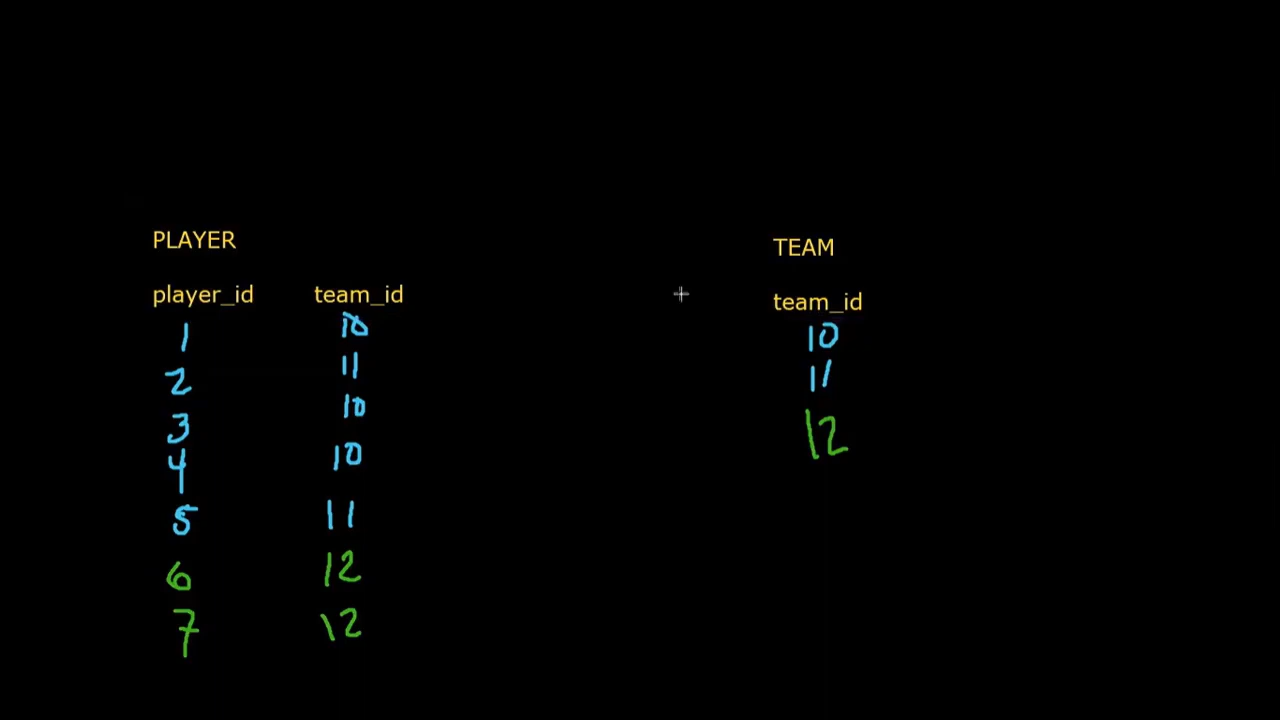 PLAYER
player_id team_id
1 10
2 11
3 10
4 10
5 11
6 12
7 12
TEAM
team_id
10
11
12